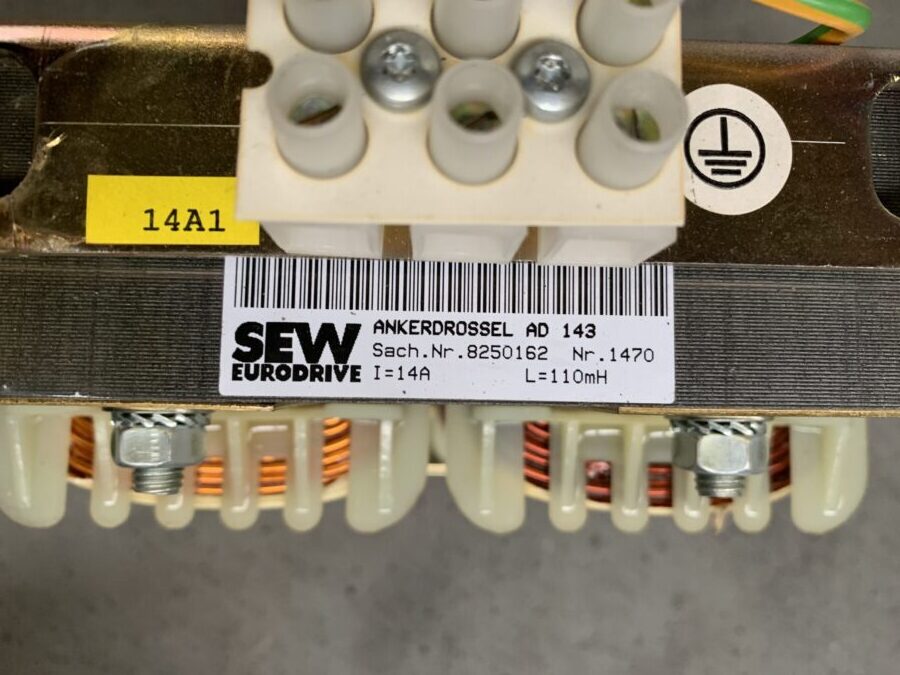 14A1
SEW
EURODRIVE
ANKERDROSSEL AD 143
Sach.Nr.8250162 Nr.1470
I=14A L=110mH